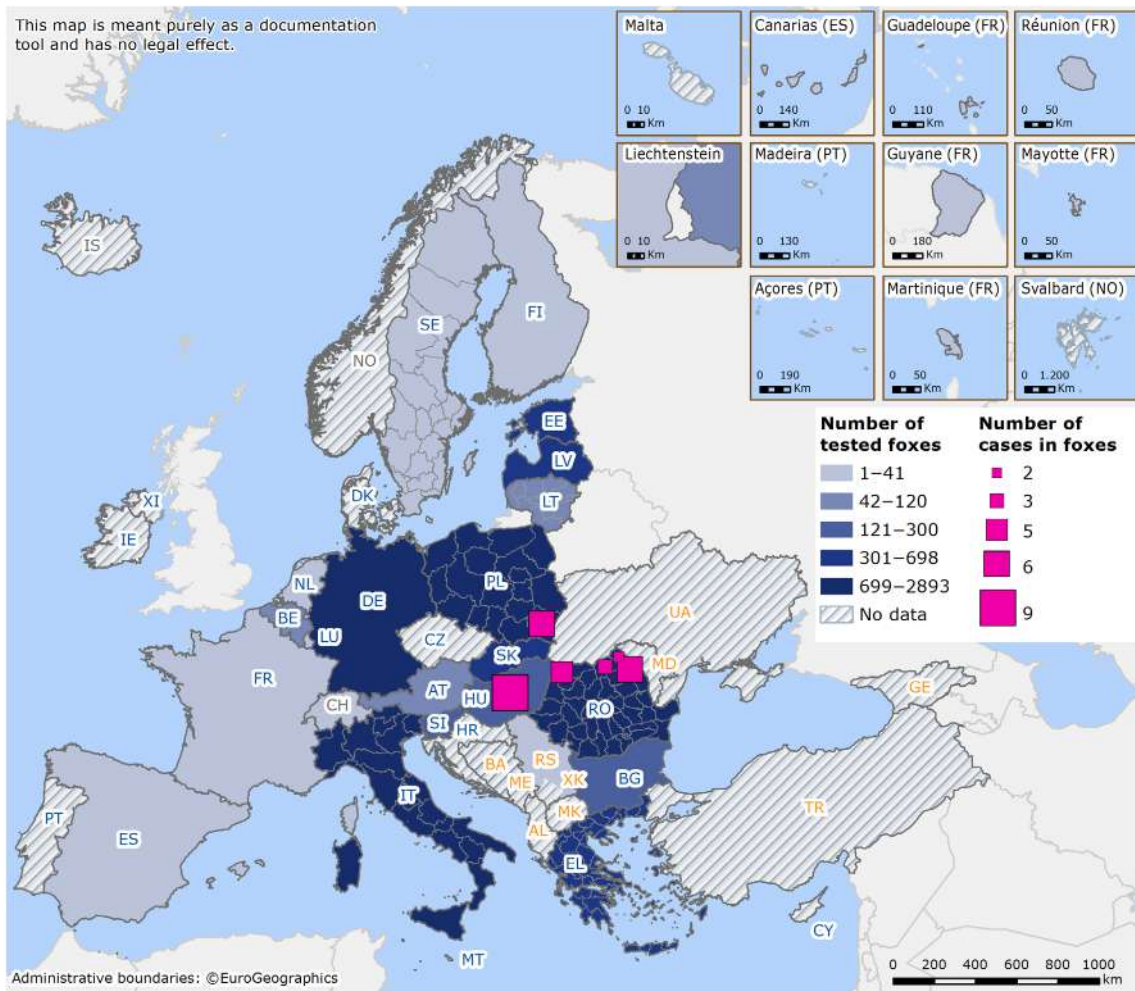 This map is meant purely as a documentation
tool and has no legal effect.
Malta
0 10
Km
Canarias (ES)
0 140
Km
Guadeloupe (FR)
0 110
Km
Réunion (FR)
0 50
Km
Liechtenstein
0 10
Km
Madeira (PT)
0 130
Km
Guyane (FR)
0 180
Km
Mayotte (FR)
0 50
Km
Açores (PT)
0 190
Km
Martinique (FR)
0 50
Km
Svalbard (NO)
0 1.200
Km
IS
SE
FI
NO
EE
LV
LT
DK
XI
IE
NL
BE
LU
DE
PL
CZ
UA
SK
MD
FR
CH
AT
HU
RO
SI
HR
BA
RS
ME
XK
BG
MK
AL
IT
PT
ES
EL
GE
TR
MT
CY
Number of
tested foxes
1–41
42–120
121–300
301–698
699–2893
No data
Number of
cases in foxes
2
3
5
6
9
Administrative boundaries: ©EuroGeographics
0 200 400 600 800 1000
km